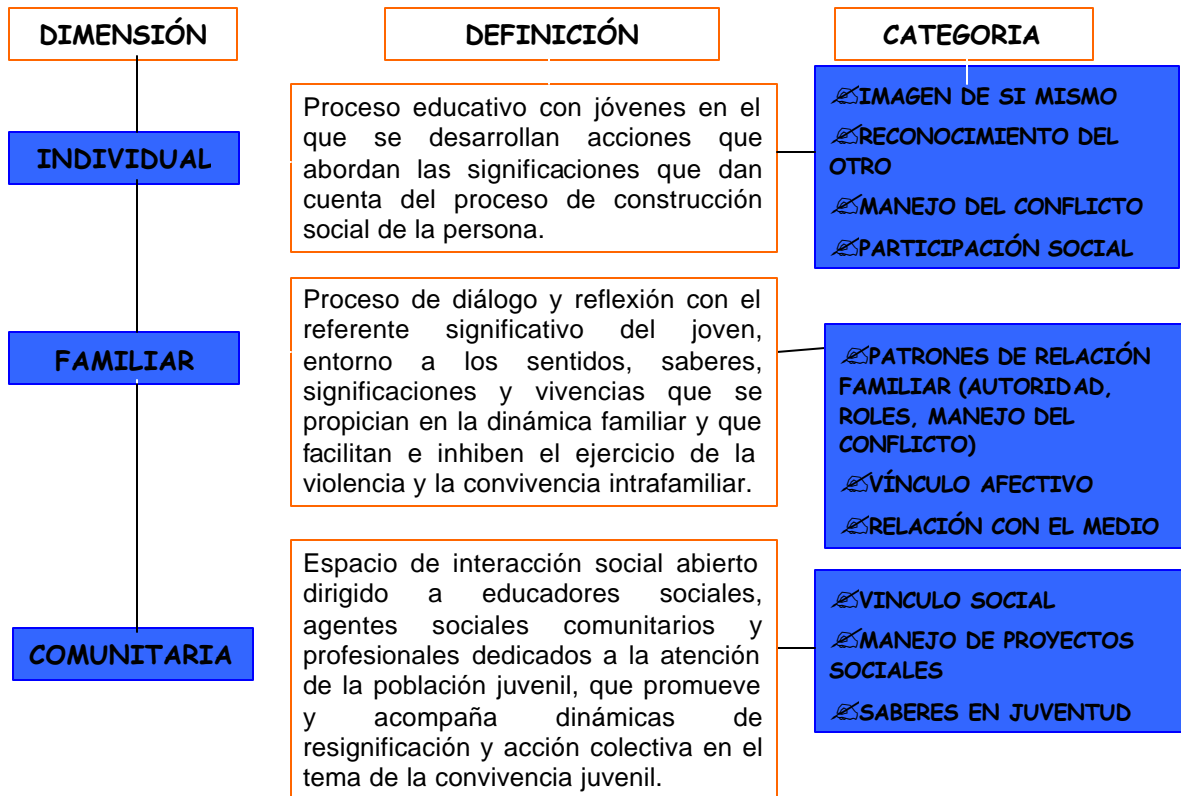 DIMENSIÓN
DEFINICIÓN
CATEGORIA
INDIVIDUAL
Proceso educativo con jóvenes en el
que se desarrollan acciones que
abordan las significaciones que dan
cuenta del proceso de construcción
social de la persona.
IMAGEN DE SI MISMO
RECONOCIMIENTO DEL
OTRO
MANEJO DEL CONFLICTO
PARTICIPACIÓN SOCIAL
FAMILIAR
Proceso de diálogo y reflexión con el
referente significativo del joven,
entorno a los sentidos, saberes,
significaciones y vivencias que se
propician en la dinámica familiar y que
facilitan e inhiben el ejercicio de la
violencia y la convivencia intrafamiliar.
PATRONES DE RELACIÓN
FAMILIAR (AUTORIDAD,
ROLES, MANEJO DEL
CONFLICTO)
VÍNCULO AFECTIVO
RELACIÓN CON EL MEDIO
COMUNITARIA
Espacio de interacción social abierto
dirigido a educadores sociales,
agentes sociales comunitarios y
profesionales dedicados a la atención
de la población juvenil, que promueve
y acompaña dinámicas de
resignificación y acción colectiva en el
tema de la convivencia juvenil.
VINCULO SOCIAL
MANEJO DE PROYECTOS
SOCIALES
SABERES EN JUVENTUD